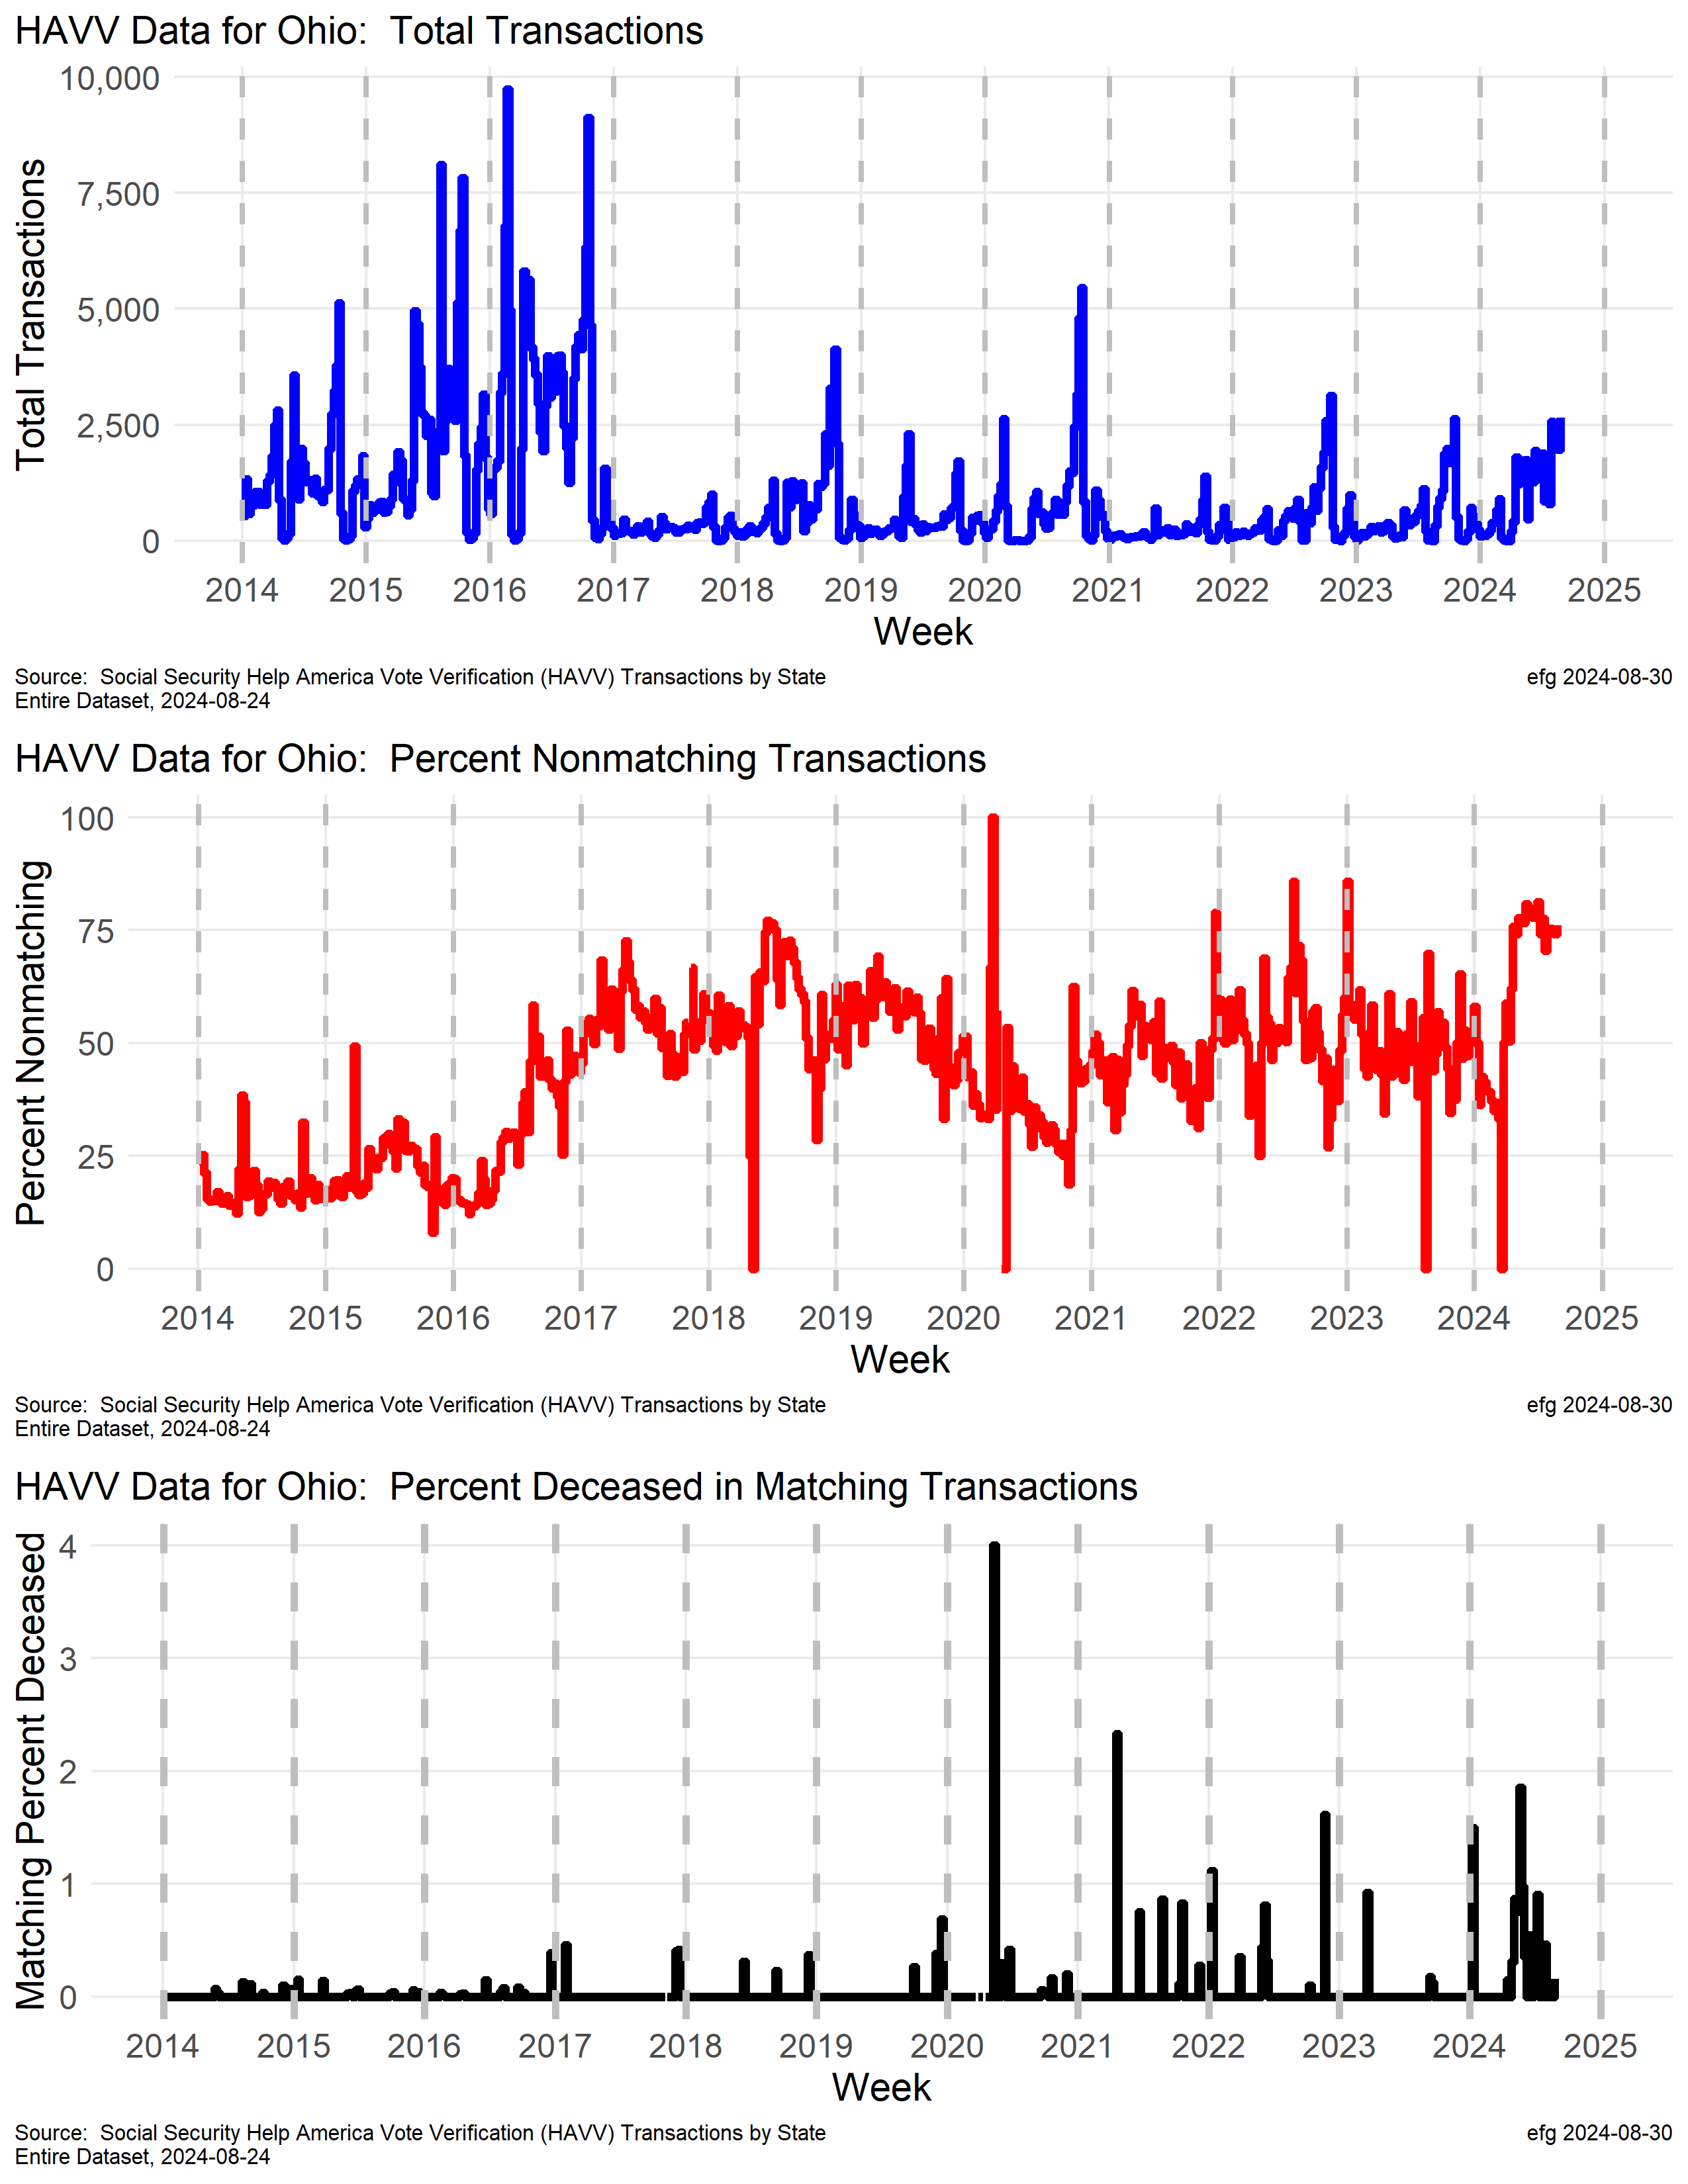 HAVV Data for Ohio:  Total Transactions
Total Transactions
10,000
7,500
5,000
2,500
0
2014 2015 2016 2017 2018 2019 2020 2021 2022 2023 2024 2025
Week
Source:  Social Security Help America Vote Verification (HAVV) Transactions by State
Entire Dataset, 2024-08-24
efg 2024-08-30
HAVV Data for Ohio:  Percent Nonmatching Transactions
Percent Nonmatching
100
75
50
25
0
2014 2015 2016 2017 2018 2019 2020 2021 2022 2023 2024 2025
Week
Source:  Social Security Help America Vote Verification (HAVV) Transactions by State
Entire Dataset, 2024-08-24
efg 2024-08-30
HAVV Data for Ohio:  Percent Deceased in Matching Transactions
Matching Percent Deceased
4
3
2
1
0
2014 2015 2016 2017 2018 2019 2020 2021 2022 2023 2024 2025
Week
Source:  Social Security Help America Vote Verification (HAVV) Transactions by State
Entire Dataset, 2024-08-24
efg 2024-08-30